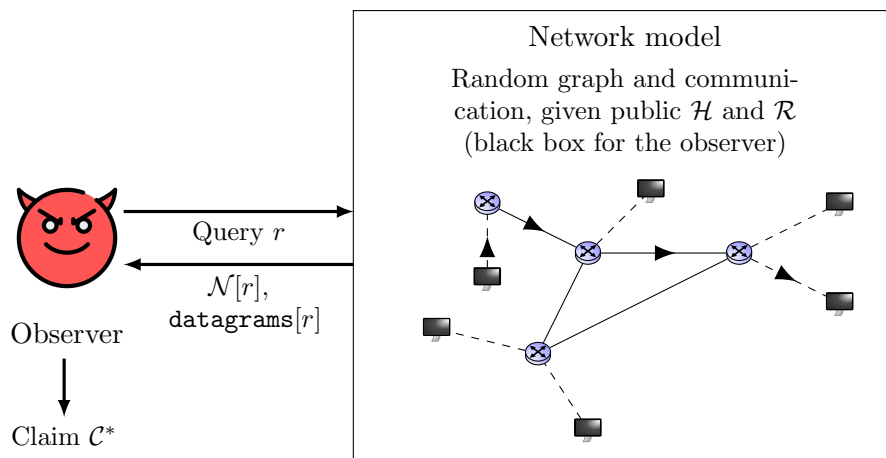 Network model
Random graph and communi-
cation, given public ℋ and ℛ
(black box for the observer)
Query r
𝒩[r],
datagrams[r]
Observer
Claim 𝒞*